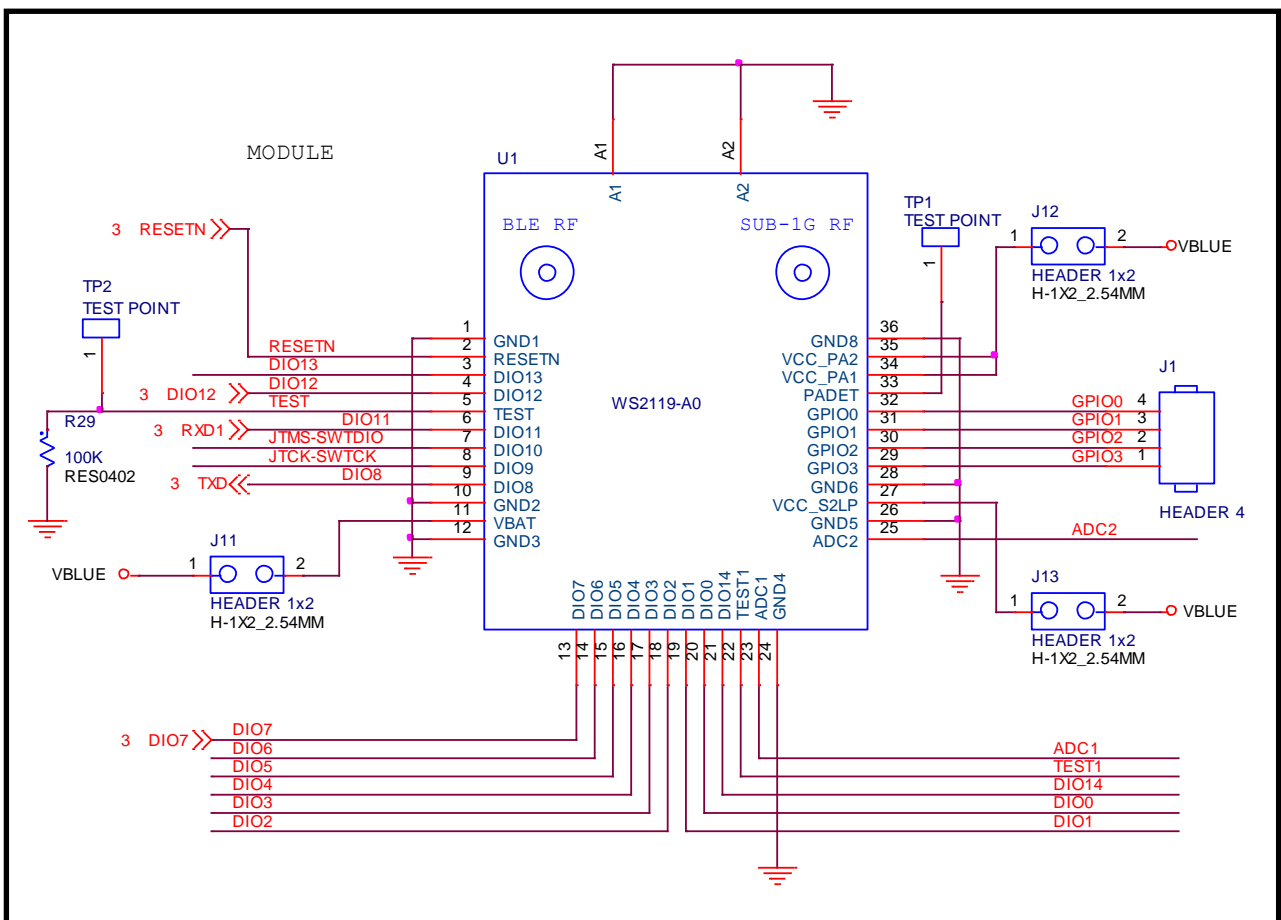 MODULE
U1
A1
A2
A1
A2
BLE RF
SUB-1G RF
WS2119-A0
3 RESETN
TP2
TEST POINT
1
RESETN
DIO13
3 DIO12
DIO12
TEST
R29
100K
RES0402
3 RXD1
DIO11
JTMS-SWTDIO
JTCK-SWTCK
3 TXD
DIO8
1 GND1
2 RESETN
3 DIO13
4 DIO12
5 TEST
6 DIO11
7 DIO10
8 DIO9
9 DIO8
10 GND2
11 VBAT
12 GND3
J11
VBLUE
1
2
HEADER 1x2
H-1X2_2.54MM
TP1
TEST POINT
1
J12
1
2
VBLUE
HEADER 1x2
H-1X2_2.54MM
GND8 36
VCC_PA2 35
VCC_PA1 34
PADET 33
GPIO0 32
GPIO1 31
GPIO2 30
GPIO3 29
GND6 28
VCC_S2LP 27
GND5 26
ADC2 25
J1
GPIO0 4
GPIO1 3
GPIO2 2
GPIO3 1
HEADER 4
ADC2
J13
1
2
VBLUE
HEADER 1x2
H-1X2_2.54MM
DIO7
DIO6
DIO5
DIO4
DIO3
DIO2
DIO1
DIO0
DIO14
TEST1
ADC1
GND4
13
14
15
16
17
18
19
20
21
22
23
24
3 DIO7
DIO7
DIO6
DIO5
DIO4
DIO3
DIO2
ADC1
TEST1
DIO14
DIO0
DIO1